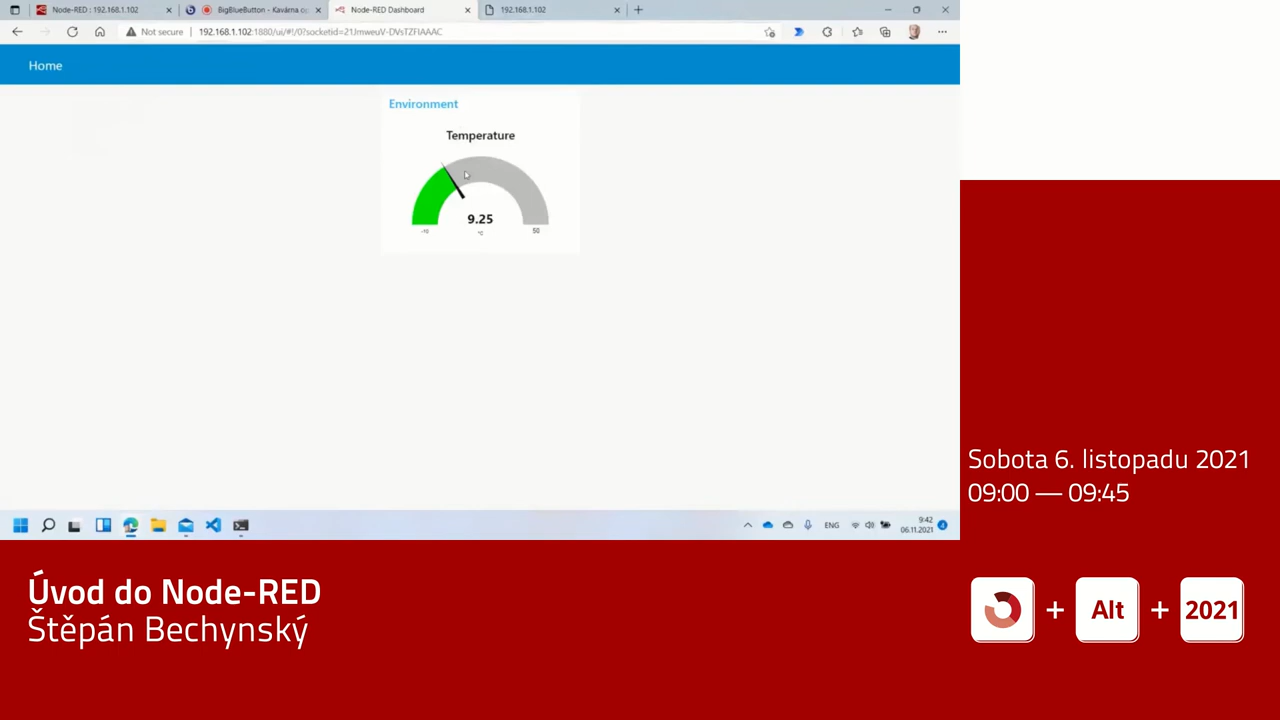 Node-RED : 192.168.1.102
BigBlueButton - Kavárna o
Node-RED Dashboard
192.168.1.102
Not secure
192.168.1.102:1880/ui/#!/0?socketid=21JmweuV-DVsTZFIAAAC
Home
Environment
Temperature
9.25
°C
-10
50
ENG
9:42
06.11.2021
4
Sobota 6. listopadu 2021
09:00 — 09:45
Úvod do Node-RED
Štěpán Bechynský
+ Alt + 2021